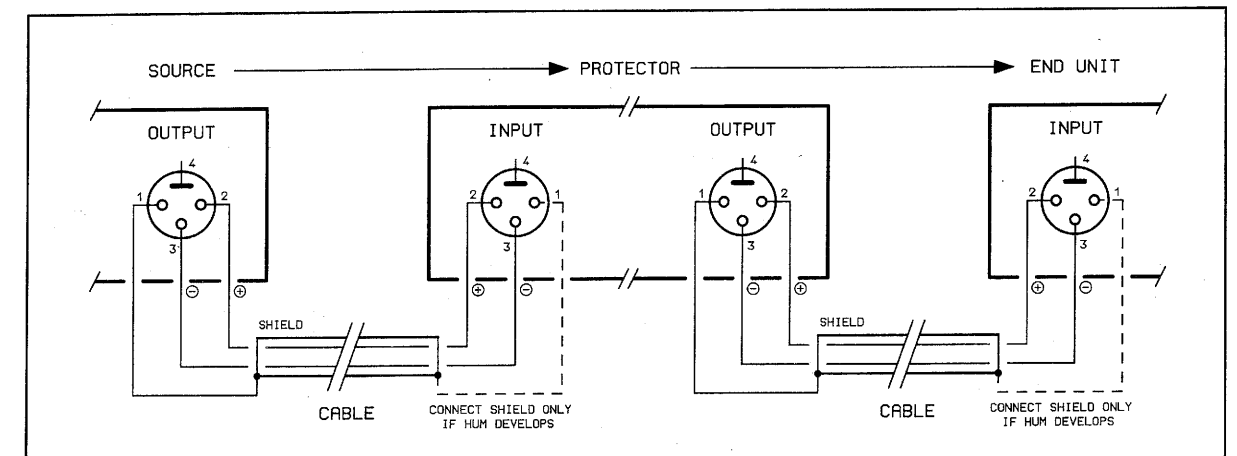 SOURCE PROTECTOR END UNIT
OUTPUT INPUT OUTPUT INPUT
4 4 4 4
1 2 2 1 1 2 2 1
3 3 3 3
⊖ ⊕ ⊕ ⊖ ⊖ ⊕ ⊕ ⊖
SHIELD SHIELD
CABLE CONNECT SHIELD ONLY CABLE CONNECT SHIELD ONLY
IF HUM DEVELOPS IF HUM DEVELOPS